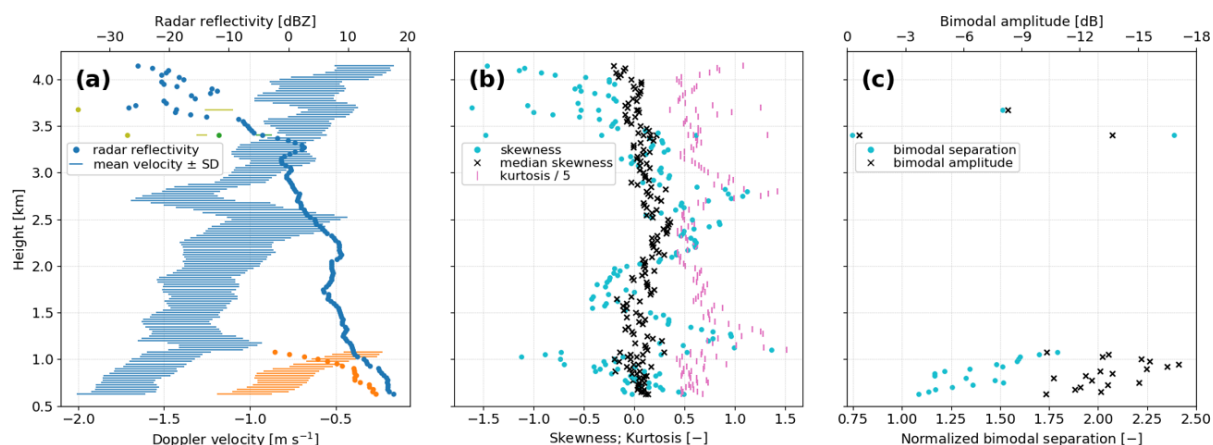 Radar reflectivity [dBZ]
−30 −20 −10 0 10 20
(a)
radar reflectivity
mean velocity ± SD
Height [km]
4.0
3.5
3.0
2.5
2.0
1.5
1.0
0.5
−2.0 −1.5 −1.0 −0.5
Doppler velocity [m s⁻¹]
(b)
skewness
median skewness
kurtosis / 5
−1.5 −1.0 −0.5 0.0 0.5 1.0 1.5
Skewness; Kurtosis [−]
Bimodal amplitude [dB]
0 −3 −6 −9 −12 −15 −18
(c)
bimodal separation
bimodal amplitude
0.75 1.00 1.25 1.50 1.75 2.00 2.25 2.50
Normalized bimodal separation [−]